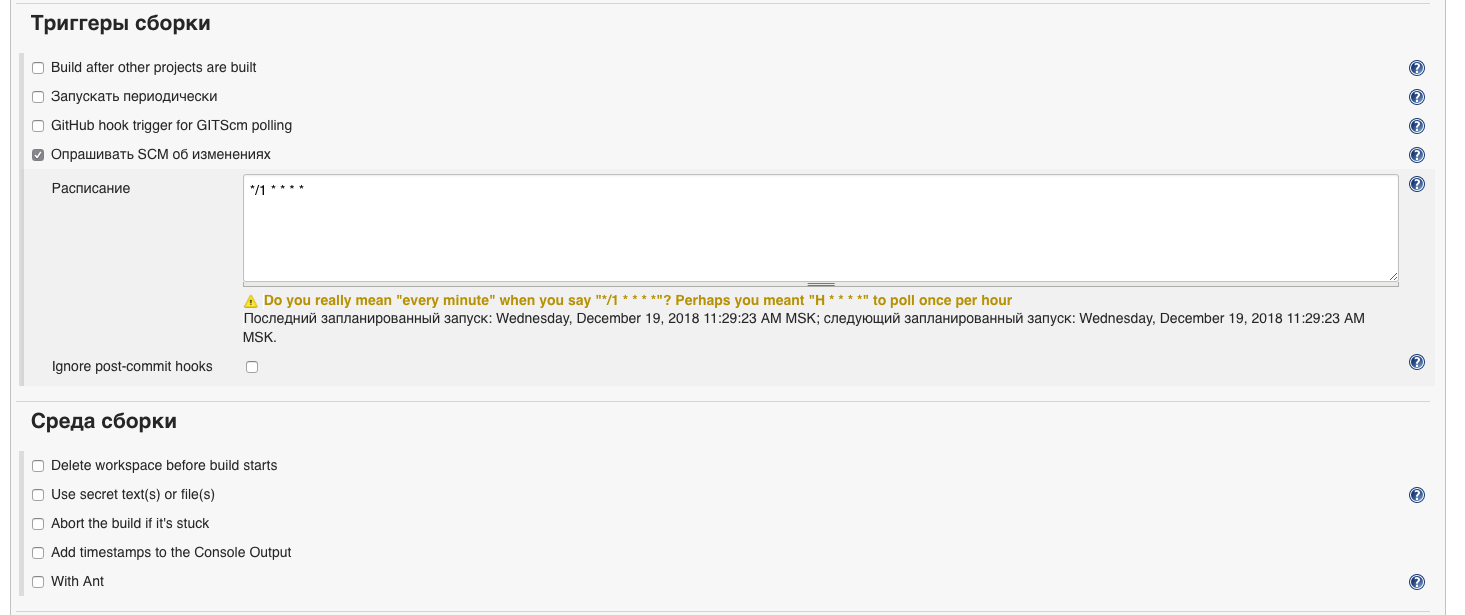 Триггеры сборки
Build after other projects are built
Запускать периодически
GitHub hook trigger for GITScm polling
Опрашивать SCM об изменениях
Расписание
*/1 * * * *
Do you really mean "every minute" when you say "*/1 * * * *"? Perhaps you meant "H * * * *" to poll once per hour
Последний запланированный запуск: Wednesday, December 19, 2018 11:29:23 AM MSK; следующий запланированный запуск: Wednesday, December 19, 2018 11:29:23 AM
MSK.
Ignore post-commit hooks
Среда сборки
Delete workspace before build starts
Use secret text(s) or file(s)
Abort the build if it's stuck
Add timestamps to the Console Output
With Ant